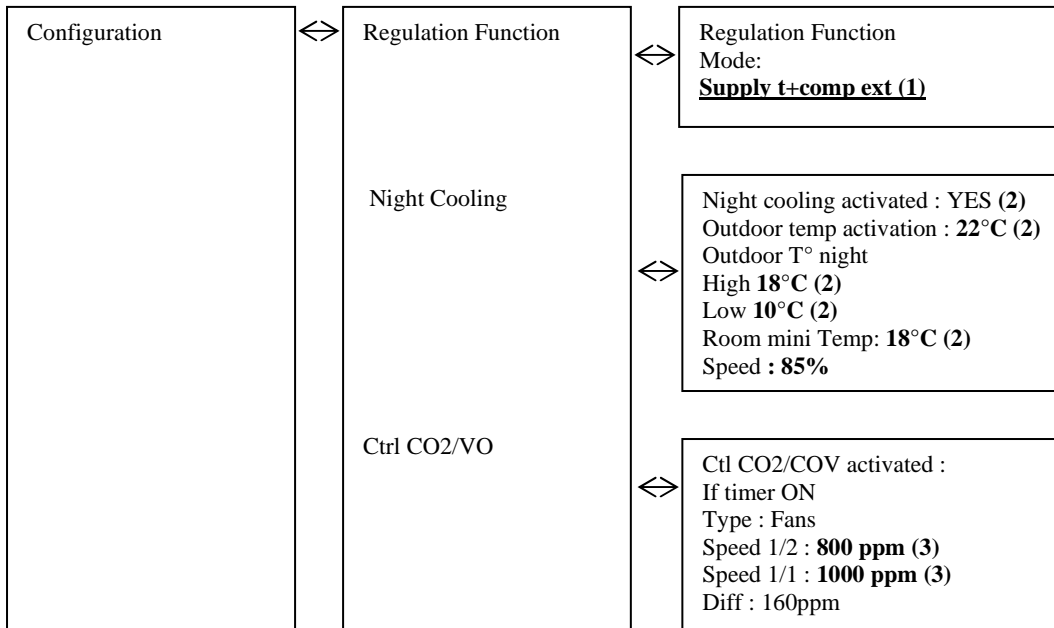 Configuration
Regulation Function
Regulation Function
Mode:
Supply t+comp ext (1)
Night Cooling
Night cooling activated : YES (2)
Outdoor temp activation : 22°C (2)
Outdoor T° night
High 18°C (2)
Low 10°C (2)
Room mini Temp: 18°C (2)
Speed : 85%
Ctrl CO2/VO
Ctl CO2/COV activated :
If timer ON
Type : Fans
Speed 1/2 : 800 ppm (3)
Speed 1/1 : 1000 ppm (3)
Diff : 160ppm